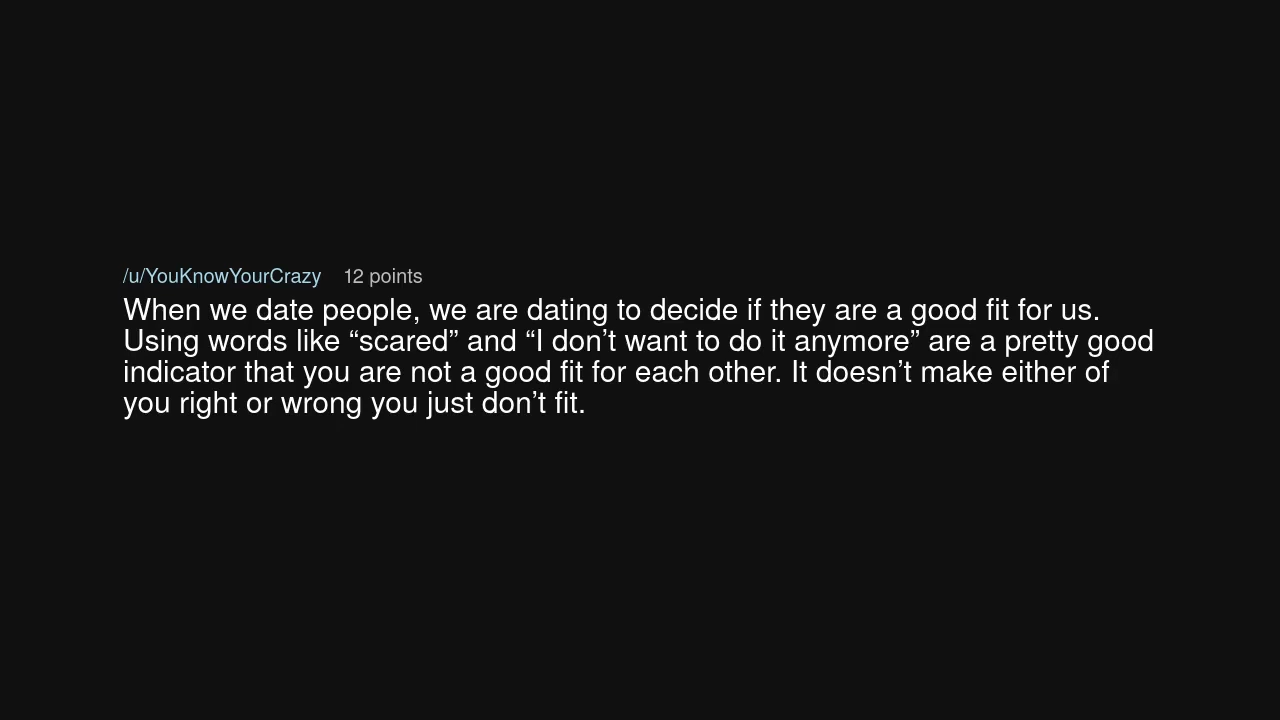 /u/YouKnowYourCrazy 12 points
When we date people, we are dating to decide if they are a good fit for us.
Using words like “scared” and “I don’t want to do it anymore” are a pretty good
indicator that you are not a good fit for each other. It doesn’t make either of
you right or wrong you just don’t fit.